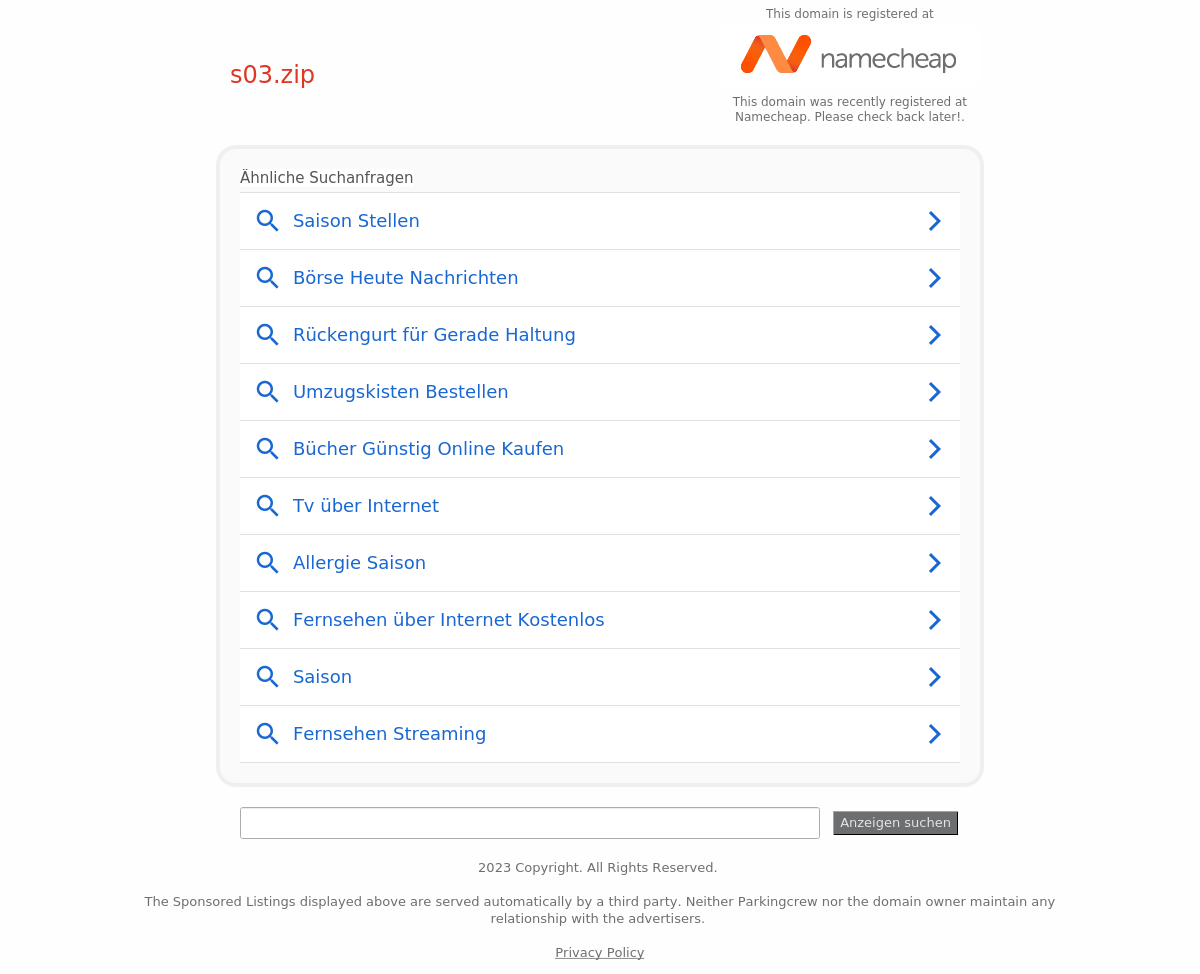 This domain is registered at
namecheap
s03.zip
This domain was recently registered at
Namecheap. Please check back later!.
Ähnliche Suchanfragen
Saison Stellen
Börse Heute Nachrichten
Rückengurt für Gerade Haltung
Umzugskisten Bestellen
Bücher Günstig Online Kaufen
Tv über Internet
Allergie Saison
Fernsehen über Internet Kostenlos
Saison
Fernsehen Streaming
Anzeigen suchen
2023 Copyright. All Rights Reserved.
The Sponsored Listings displayed above are served automatically by a third party. Neither Parkingcrew nor the domain owner maintain any
relationship with the advertisers.
Privacy Policy